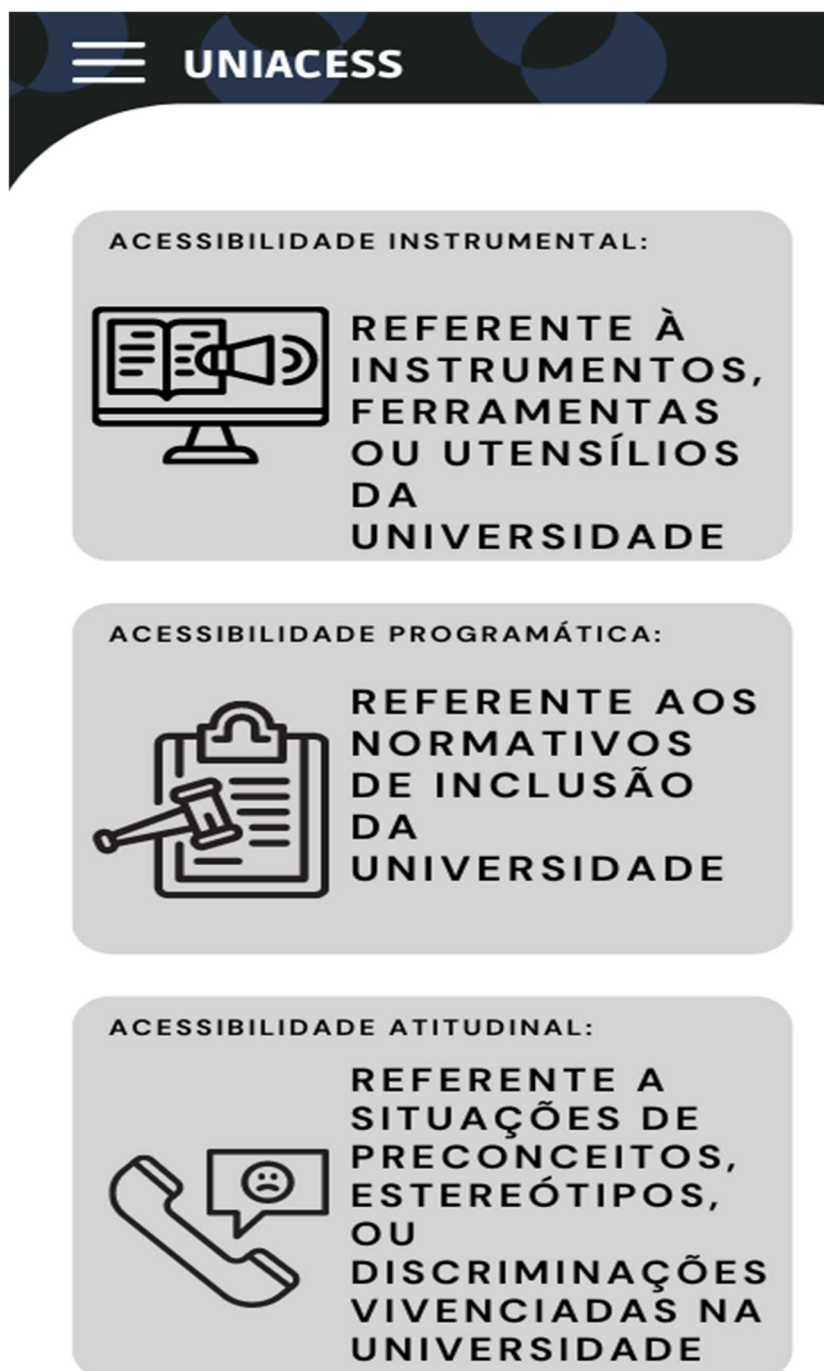 UNIACESS
ACESSIBILIDADE INSTRUMENTAL:
REFERENTE À
INSTRUMENTOS,
FERRAMENTAS
OU UTENSÍLIOS
DA
UNIVERSIDADE
ACESSIBILIDADE PROGRAMÁTICA:
REFERENTE AOS
NORMATIVOS
DE INCLUSÃO
DA
UNIVERSIDADE
ACESSIBILIDADE ATITUDINAL:
REFERENTE A
SITUAÇÕES DE
PRECONCEITOS,
ESTEREÓTIPOS,
OU
DISCRIMINAÇÕES
VIVENCIADAS NA
UNIVERSIDADE